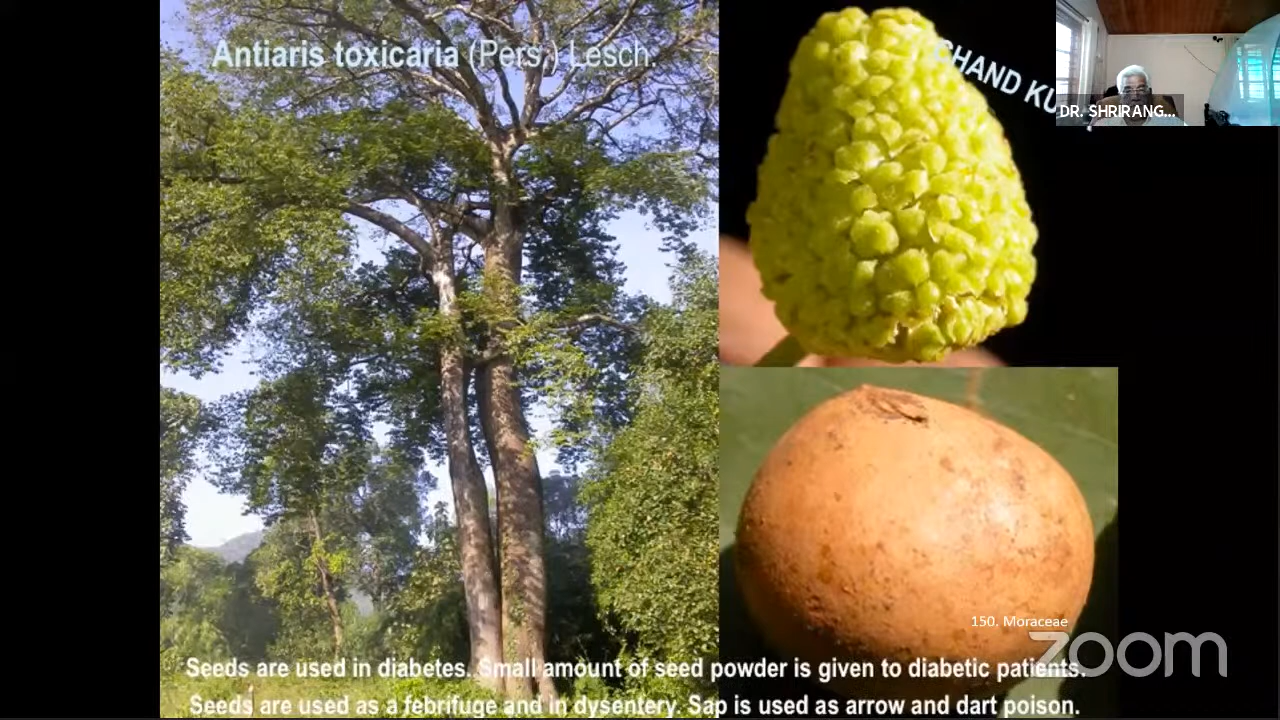 Antiaris toxicaria (Pers.) Lesch.
CHAND KU
DR. SHRIRANG...
150. Moraceae
zoom
Seeds are used in diabetes. Small amount of seed powder is given to diabetic patients.
Seeds are used as a febrifuge and in dysentery. Sap is used as arrow and dart poison.